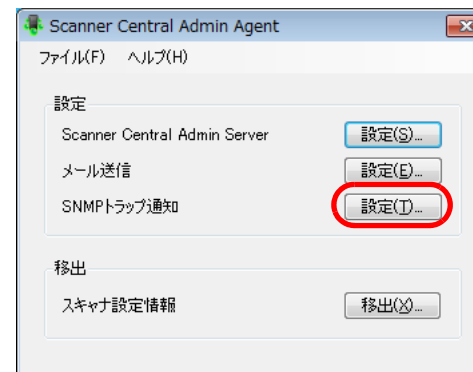 Scanner Central Admin Agent
ファイル(F) ヘルプ(H)
設定
Scanner Central Admin Server 設定(S)...
メール送信 設定(E)...
SNMPトラップ通知 設定(T)...
移出
スキャナ設定情報 移出(X)...